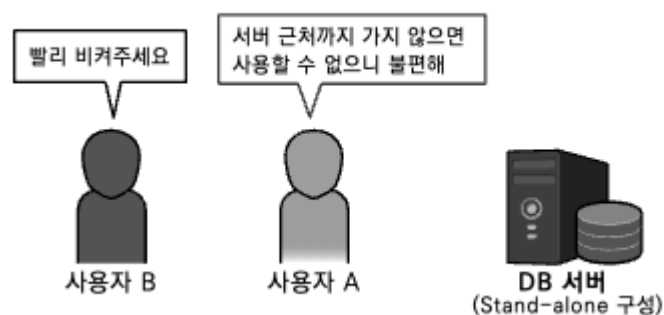 빨리 비켜주세요
서버 근처까지 가지 않으면
사용할 수 없으니 불편해
사용자 B
사용자 A
DB 서버
(Stand-alone 구성)